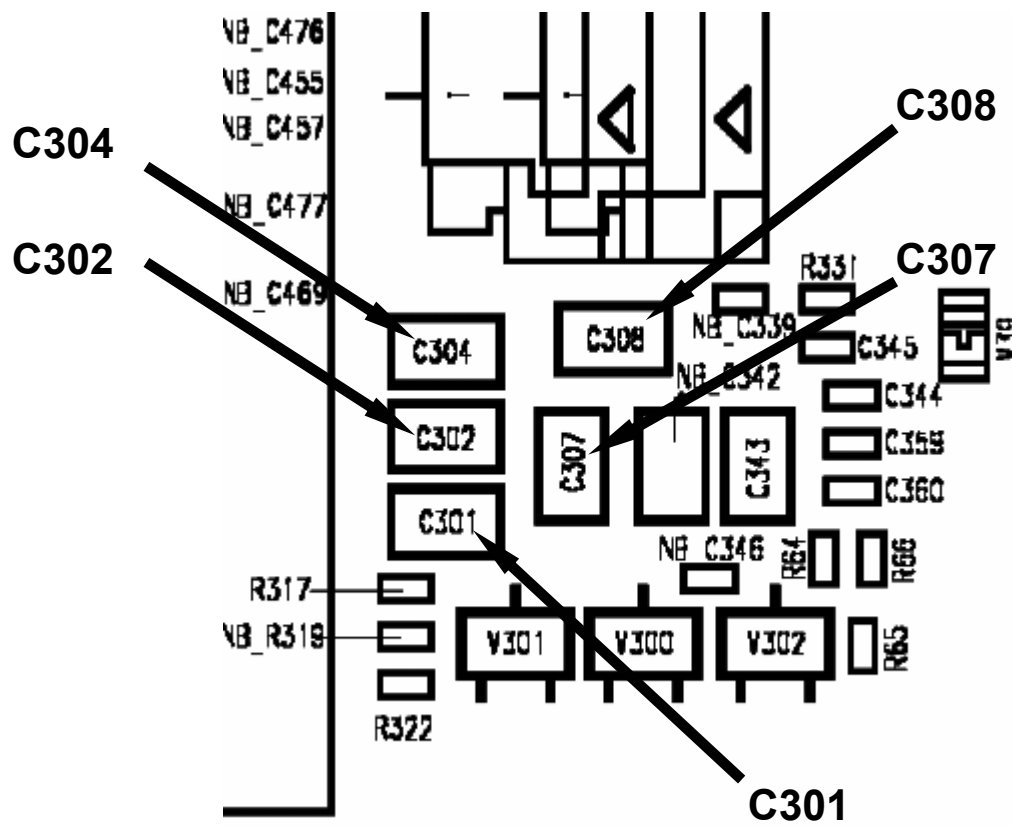 NB_C476
NB_C455
C308
NB_C457
C304
NB_C477
C302
C307
R331
NB_C469
NB_C339
C304
C308
C345
NB_C342
C344
C302
C307
C343
C359
C360
C301
NB_C346
R64
R66
R317
NB_R319
V301
V300
V302
R65
R322
C301